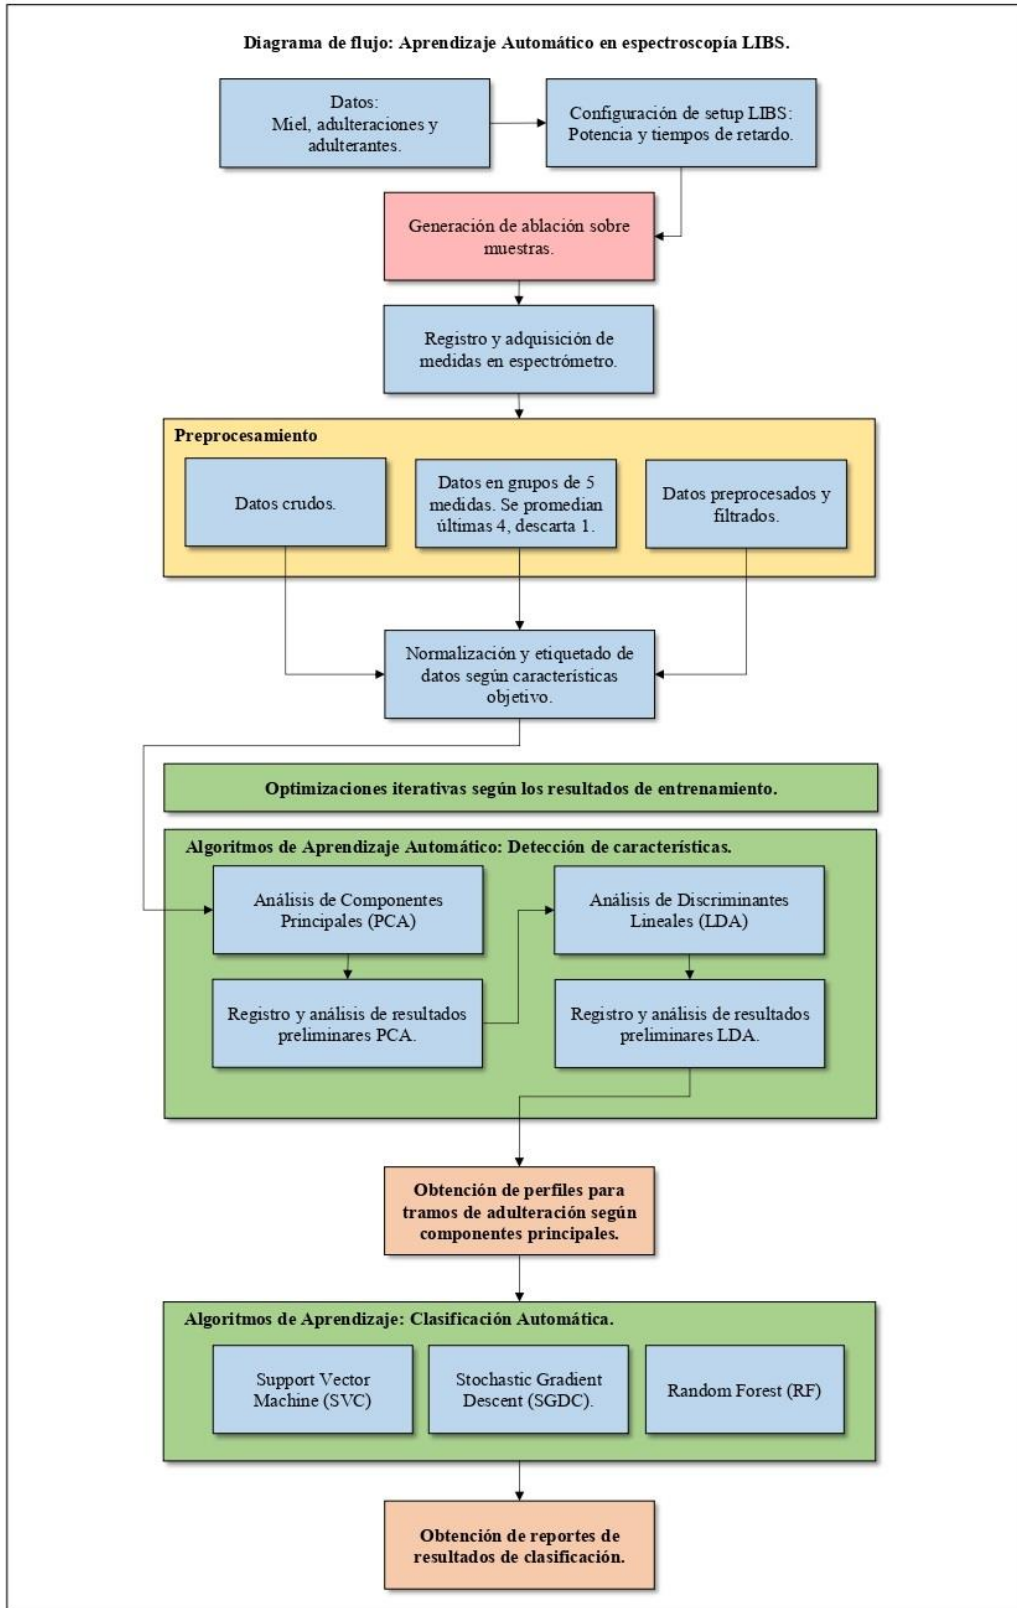 Diagrama de flujo: Aprendizaje Automático en espectroscopía LIBS.
Datos:
Miel, adulteraciones y
adulterantes.
Configuración de setup LIBS:
Potencia y tiempos de retardo.
Generación de ablación sobre
muestras.
Registro y adquisición de
medidas en espectrómetro.
Preprocesamiento
Datos crudos.
Datos en grupos de 5
medidas. Se promedian
últimas 4, descarta 1.
Datos preprocesados y
filtrados.
Normalización y etiquetado de
datos según características
objetivo.
Optimizaciones iterativas según los resultados de entrenamiento.
Algoritmos de Aprendizaje Automático: Detección de características.
Análisis de Componentes
Principales (PCA)
Registro y análisis de resultados
preliminares PCA.
Análisis de Discriminantes
Lineales (LDA)
Registro y análisis de resultados
preliminares LDA.
Obtención de perfiles para
tramos de adulteración según
componentes principales.
Algoritmos de Aprendizaje: Clasificación Automática.
Support Vector
Machine (SVC)
Stochastic Gradient
Descent (SGDC).
Random Forest (RF)
Obtención de reportes de
resultados de clasificación.